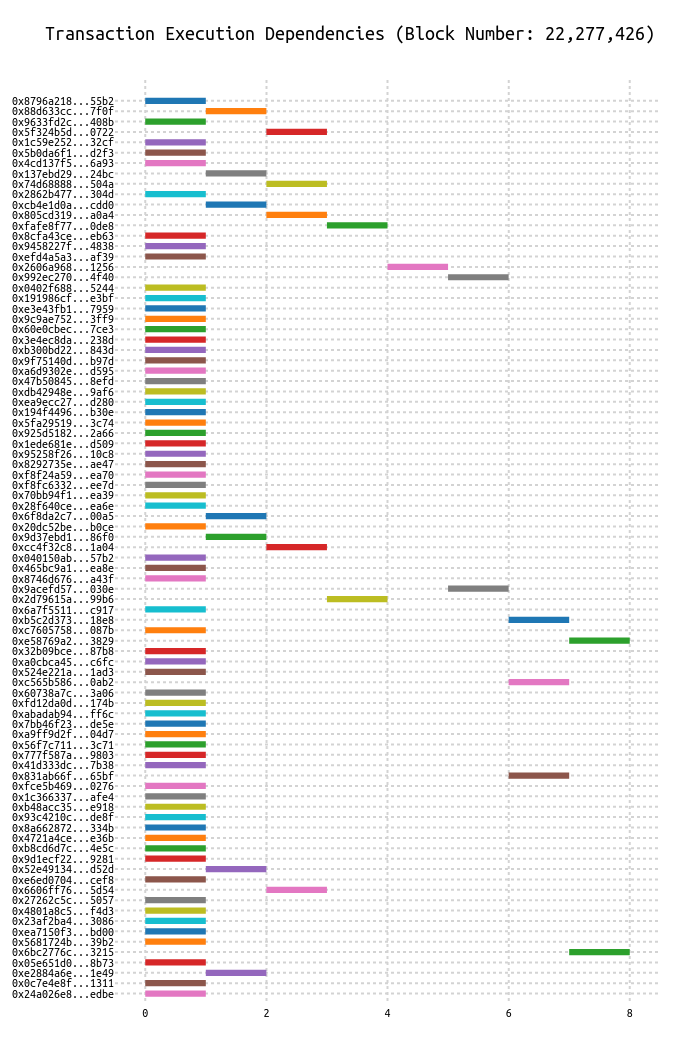 Transaction Execution Dependencies (Block Number: 22,277,426)
0x8796a218...55b2
0x88d633cc...7f0f
0x9633fd2c...408b
0x5f324b5d...0722
0x1c59e252...32cf
0x5b0da6f1...d2f3
0x4cd137f5...6a93
0x137ebd29...24bc
0x74d68888...504a
0x2862b477...304d
0xcb4e1d0a...cdd0
0x805cd319...a0a4
0xfafe8f77...0de8
0x8cfa43ce...eb63
0x9458227f...4838
0xefd4a5a3...af39
0x2606a968...1256
0x992ec270...4f40
0x0402f688...5244
0x191986cf...e3bf
0xe3e43fb1...7959
0x9c9ae752...3ff9
0x60e0cbec...7ce3
0x3e4ec8da...238d
0xb300bd22...843d
0x9f75140d...b97d
0xa6d9302e...d595
0x47b50845...8efd
0xdb42948e...9af6
0xea9ecc27...d280
0x194f4496...b30e
0x5fa29519...3c74
0x925d5182...2a66
0x1ede681e...d509
0x95258f26...10c8
0x8292735e...ae47
0xf8f24a59...ea70
0xf8fc6332...ee7d
0x70bb94f1...ea39
0x28f640ce...ea6e
0x6f8da2c7...00a5
0x20dc52be...b0ce
0x9d37ebd1...86f0
0xcc4f32c8...1a04
0x040150ab...57b2
0x465bc9a1...ea8e
0x8746d676...a43f
0x9acefd57...030e
0x2d79615a...99b6
0x6a7f5511...c917
0xb5c2d373...18e8
0xc7605758...087b
0xe58769a2...3829
0x32b09bce...87b8
0xa0cbca45...c6fc
0x524e221a...1ad3
0xc565b586...0ab2
0x60738a7c...3a06
0xfd12da0d...174b
0xabadab94...ff6c
0x7bb46f23...de5e
0xa9ff9d2f...04d7
0x56f7c711...3c71
0x777f587a...9803
0x41d333dc...7b38
0x831ab66f...65bf
0xfce5b469...0276
0x1c366337...afe4
0xb48acc35...e918
0x93c4210c...de8f
0x8a662872...334b
0x4721a4ce...e36b
0xb8cd6d7c...4e5c
0x9d1ecf22...9281
0x52e49134...d52d
0xe6ed0704...cef8
0x6606ff76...5d54
0x27262c5c...5057
0x4801a8c5...f4d3
0x23af2ba4...3086
0xea7150f3...bd00
0x5681724b...39b2
0x6bc2776c...3215
0x05e651d0...8b73
0xe2884a6e...1e49
0x0c7e4e8f...1311
0x24a026e8...edbe
0 2 4 6 8